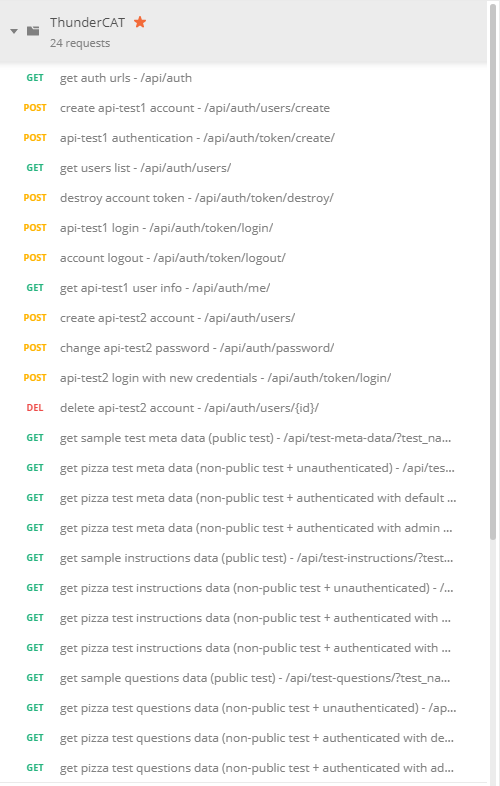 ThunderCAT
24 requests
GET get auth urls - /api/auth
POST create api-test1 account - /api/auth/users/create
POST api-test1 authentication - /api/auth/token/create/
GET get users list - /api/auth/users/
POST destroy account token - /api/auth/token/destroy/
POST api-test1 login - /api/auth/token/login/
POST account logout - /api/auth/token/logout/
GET get api-test1 user info - /api/auth/me/
POST create api-test2 account - /api/auth/users/
POST change api-test2 password - /api/auth/password/
POST api-test2 login with new credentials - /api/auth/token/login/
DEL delete api-test2 account - /api/auth/users/{id}/
GET get sample test meta data (public test) - /api/test-meta-data/?test_na...
GET get pizza test meta data (non-public test + unauthenticated) - /api/tes...
GET get pizza test meta data (non-public test + authenticated with default ...
GET get pizza test meta data (non-public test + authenticated with admin ...
GET get sample instructions data (public test) - /api/test-instructions/?test...
GET get pizza test instructions data (non-public test + unauthenticated) - /...
GET get pizza test instructions data (non-public test + authenticated with ...
GET get pizza test instructions data (non-public test + authenticated with ...
GET get sample questions data (public test) - /api/test-questions/?test_na...
GET get pizza test questions data (non-public test + unauthenticated) - /ap...
GET get pizza test questions data (non-public test + authenticated with de...
GET get pizza test questions data (non-public test + authenticated with ad...